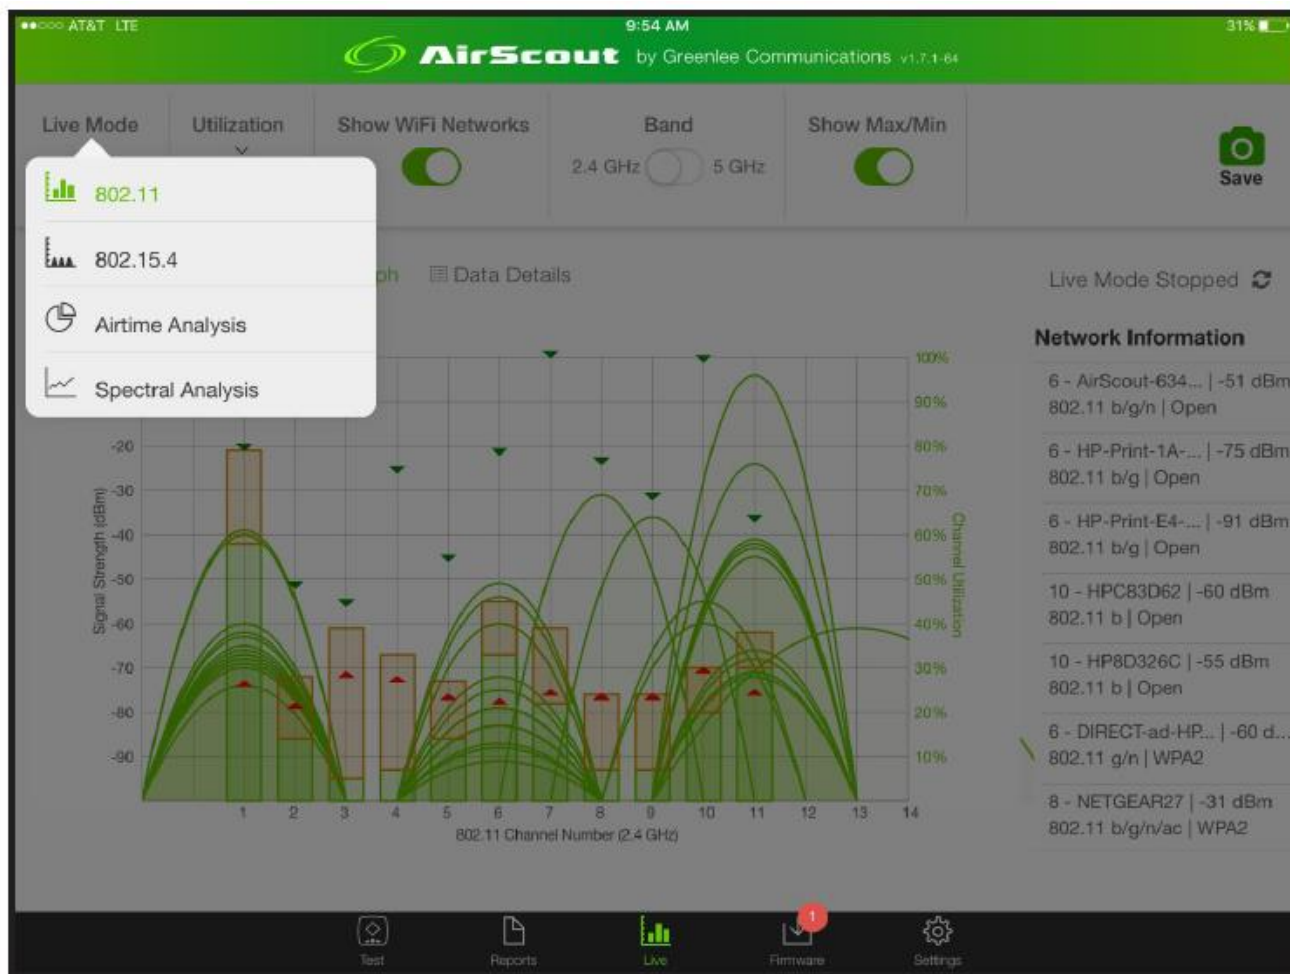 AT&T LTE
9:54 AM
31%
AirScout by Greenlee Communications v1.7.1-64
Live Mode
Utilization
Show WiFi Networks
Band
Show Max/Min
2.4 GHz
5 GHz
Save
802.11
802.15.4
Airtime Analysis
Spectral Analysis
ph
Data Details
Live Mode Stopped
Network Information
6 - AirScout-634... | -51 dBm
802.11 b/g/n | Open
6 - HP-Print-1A-... | -75 dBm
802.11 b/g | Open
6 - HP-Print-E4-... | -91 dBm
802.11 b/g | Open
10 - HPC83D62 | -60 dBm
802.11 b | Open
10 - HP8D326C | -55 dBm
802.11 b | Open
6 - DIRECT-ad-HP... | -60 d...
802.11 g/n | WPA2
8 - NETGEAR27 | -31 dBm
802.11 b/g/n/ac | WPA2
Signal Strength (dBm)
-20
-30
-40
-50
-60
-70
-80
-90
100%
90%
80%
70%
60%
50%
40%
30%
20%
10%
Channel Utilization
1 2 3 4 5 6 7 8 9 10 11 12 13 14
802.11 Channel Number (2.4 GHz)
Test
Reports
Live
1
Firmware
Settings